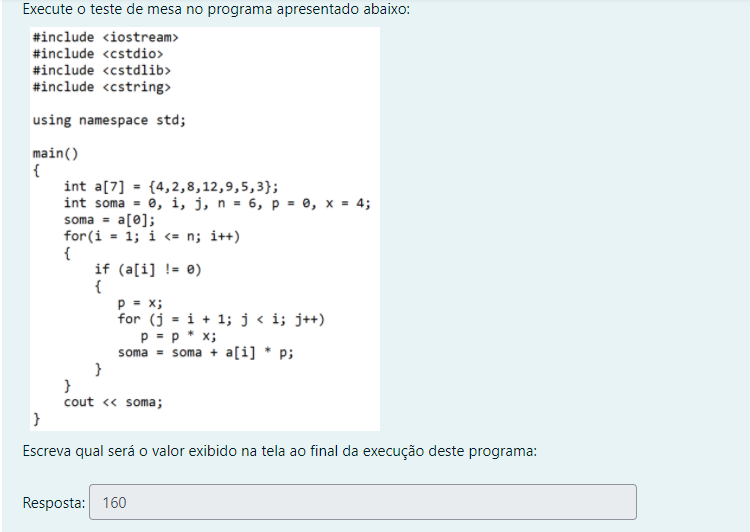 Execute o teste de mesa no programa apresentado abaixo:
#include <iostream>
#include <cstdio>
#include <cstdlib>
#include <cstring>
using namespace std;
main()
{
int a[7] = {4,2,8,12,9,5,3};
int soma = 0, i, j, n = 6, p = 0, x = 4;
soma = a[0];
for(i = 1; i <= n; i++)
{
if (a[i] != 0)
{
p = x;
for (j = i + 1; j < i; j++)
p = p * x;
soma = soma + a[i] * p;
}
}
cout << soma;
}
Escreva qual será o valor exibido na tela ao final da execução deste programa:
Resposta: 160